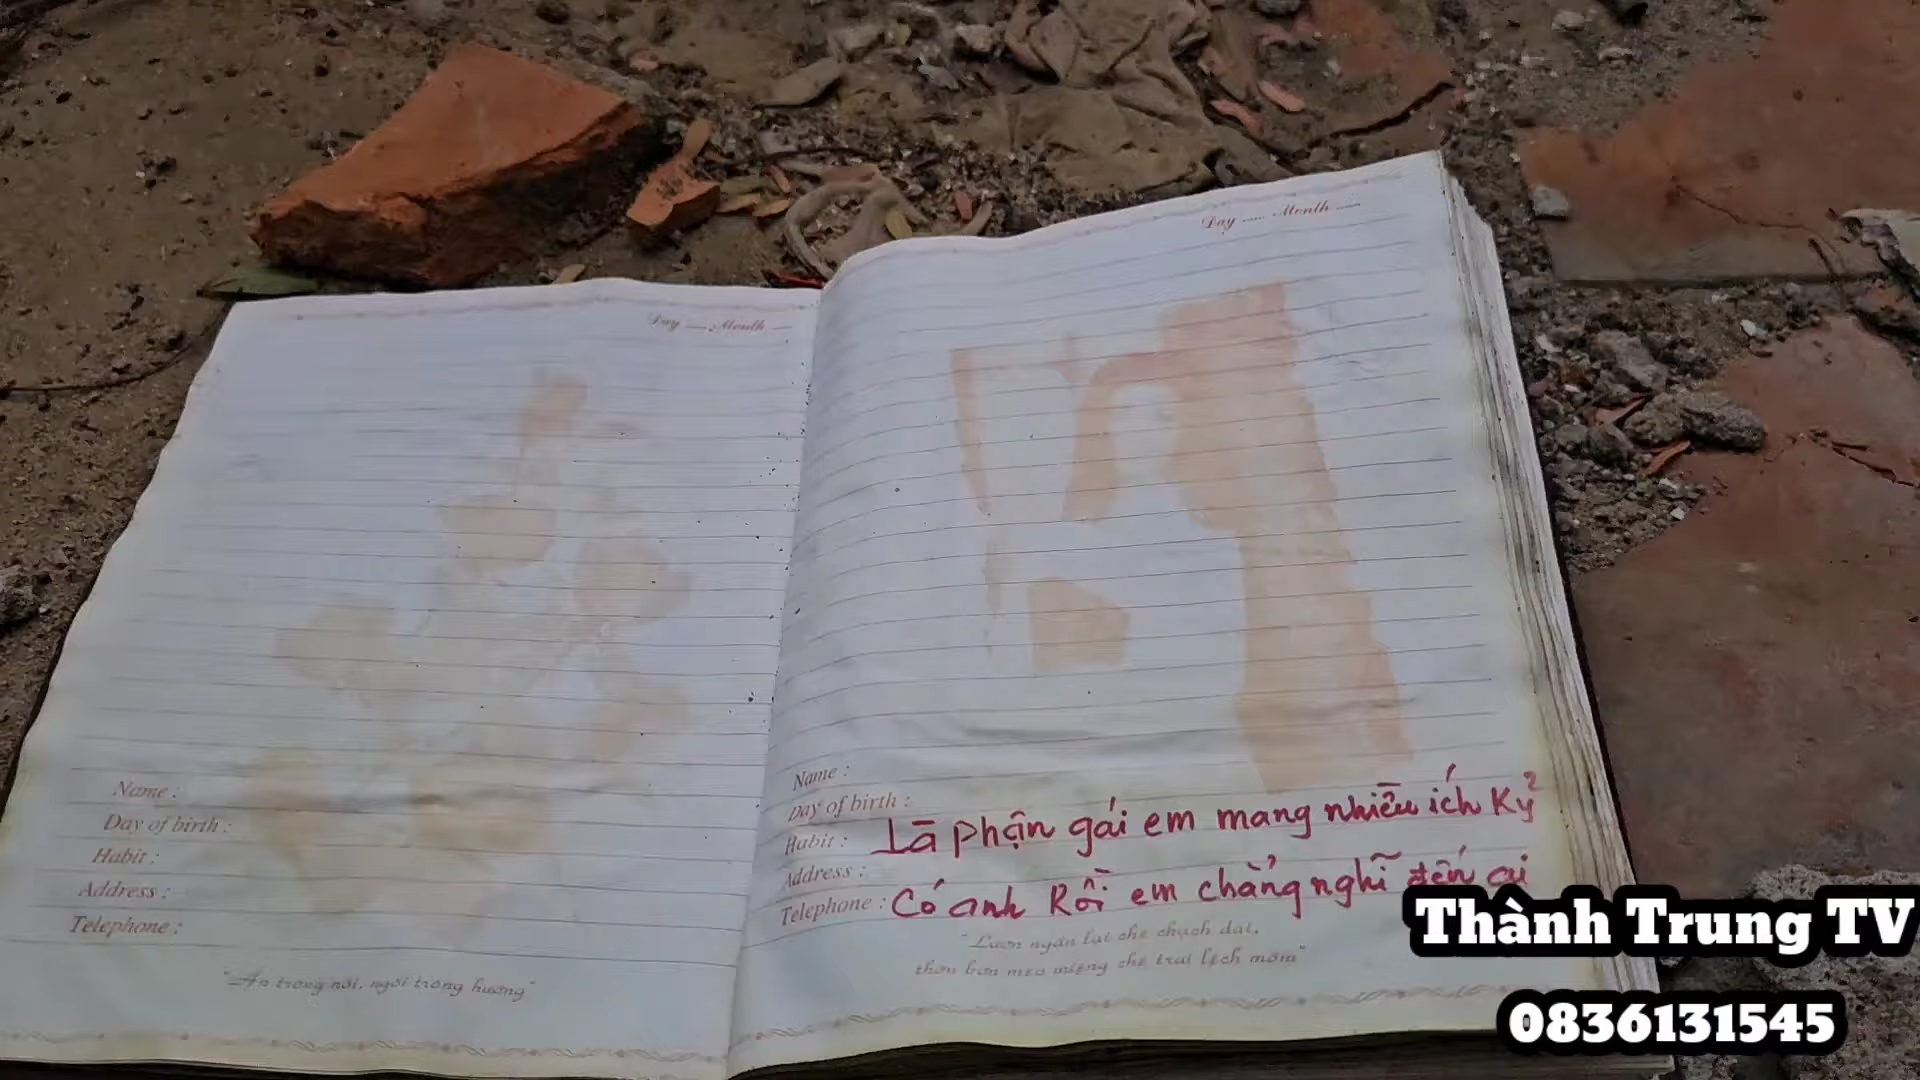 Day ..... Month .....
Name :
Day of birth :
Habit :
Address :
Telephone :
"Ăn trông nồi, ngồi trông hướng"
Day ..... Month .....
Name :
Day of birth :
Habit :
Address :
Telephone :
Là phận gái em mang nhiều ích Kỷ
Có anh Rồi em chẳng nghĩ đến ai
"Lươn ngắn lại chê chạch dài,
thờn bơn méo miệng chê trai lệch mồm"
Thành Trung TV
0836131545